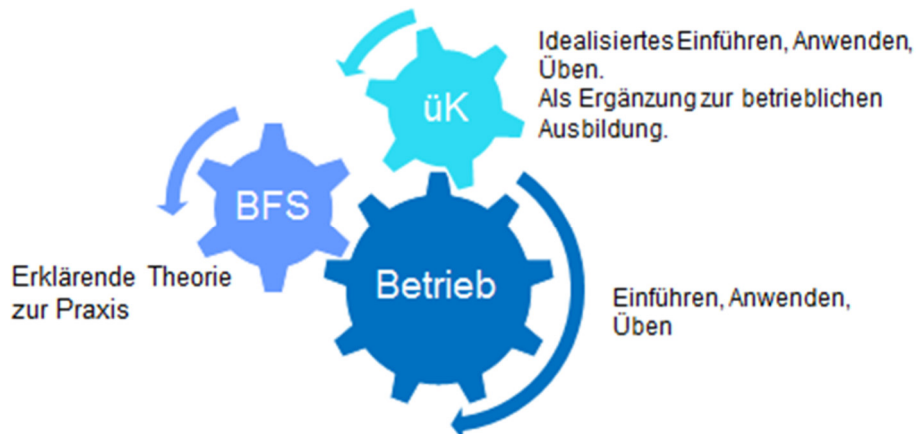 Idealisiertes Einführen, Anwenden,
Üben.
Als Ergänzung zur betrieblichen
Ausbildung.
üK
BFS
Betrieb
Erklärende Theorie
zur Praxis
Einführen, Anwenden,
Üben